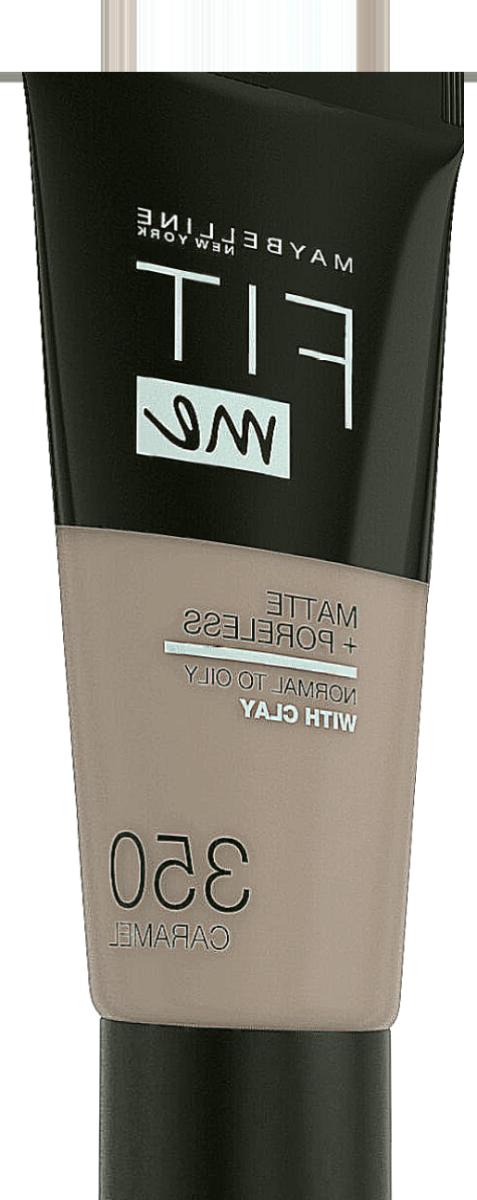 MAYBELLINE
NEW YORK
FIT
me
MATTE
+ PORELESS
NORMAL TO OILY
WITH CLAY
350
CARAMEL